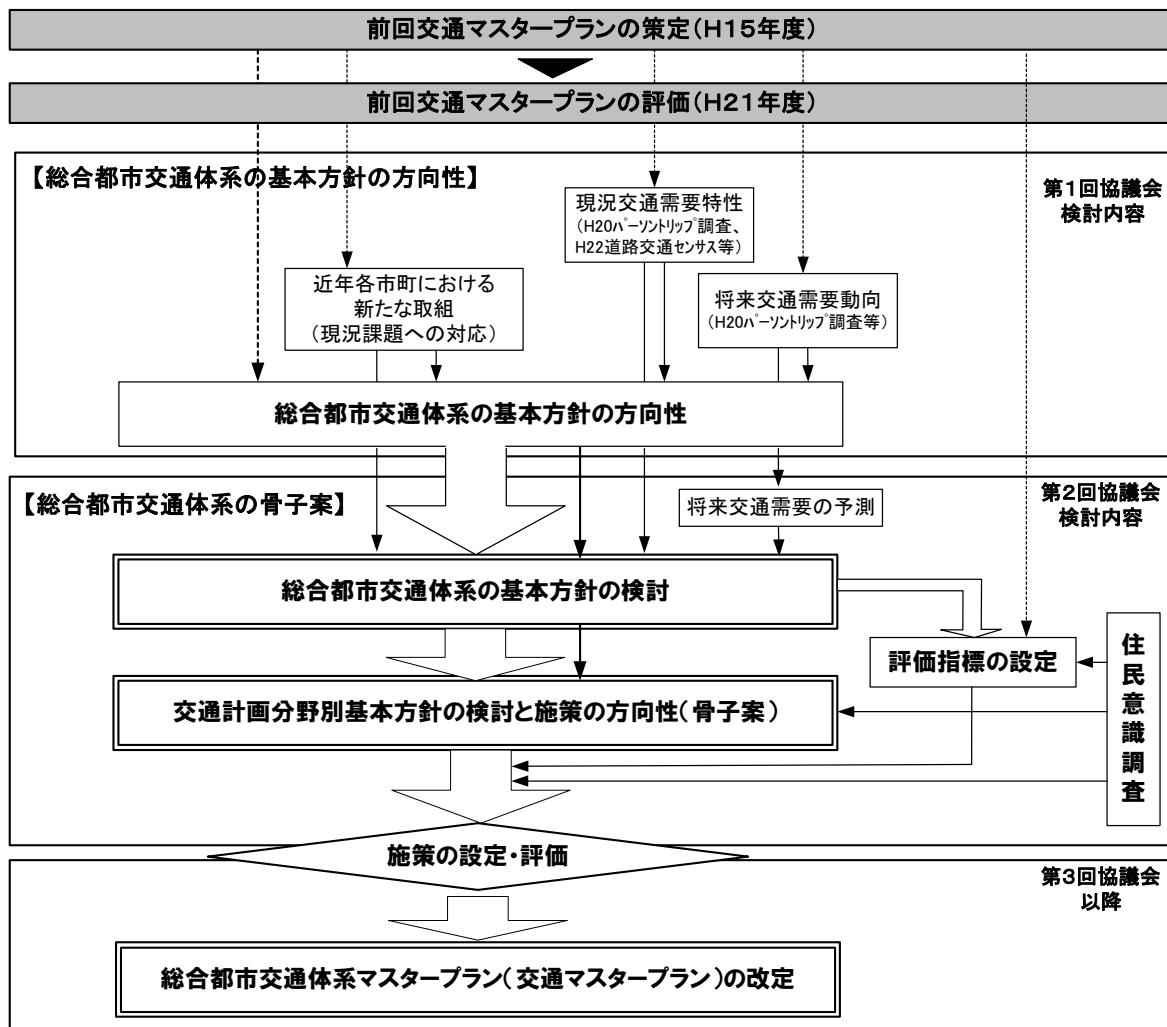 前回交通マスタープランの策定(H15年度)
前回交通マスタープランの評価(H21年度)
【総合都市交通体系の基本方針の方向性】
第1回協議会
検討内容
現況交通需要特性
(H20ﾊﾟｰｿﾝﾄﾘｯﾌﾟ調査、
H22道路交通センサス等)
近年各市町における
新たな取組
(現況課題への対応)
将来交通需要動向
(H20ﾊﾟｰｿﾝﾄﾘｯﾌﾟ調査等)
総合都市交通体系の基本方針の方向性
【総合都市交通体系の骨子案】
第2回協議会
検討内容
将来交通需要の予測
総合都市交通体系の基本方針の検討
評価指標の設定
住民意識調査
交通計画分野別基本方針の検討と施策の方向性(骨子案)
施策の設定・評価
第3回協議会
以降
総合都市交通体系マスタープラン(交通マスタープラン)の改定